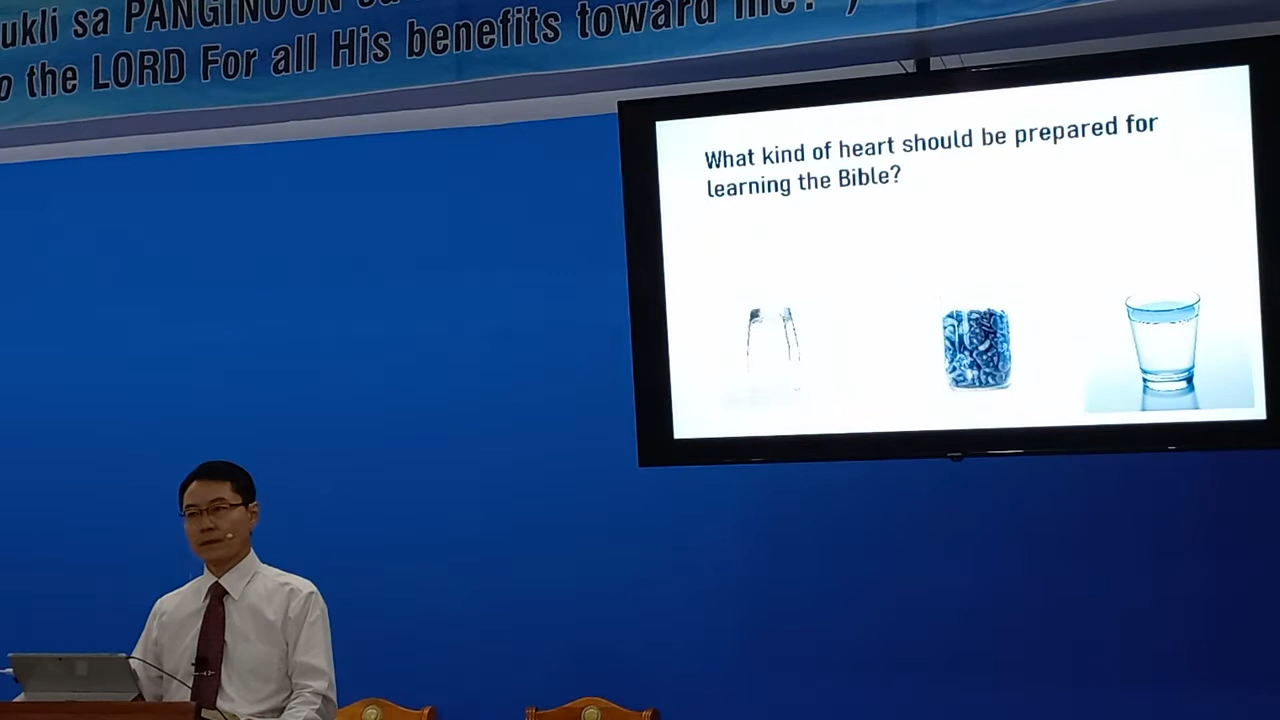 ukli sa PANGINOON
the LORD For all His benefits toward me?")
What kind of heart should be prepared for
learning the Bible?